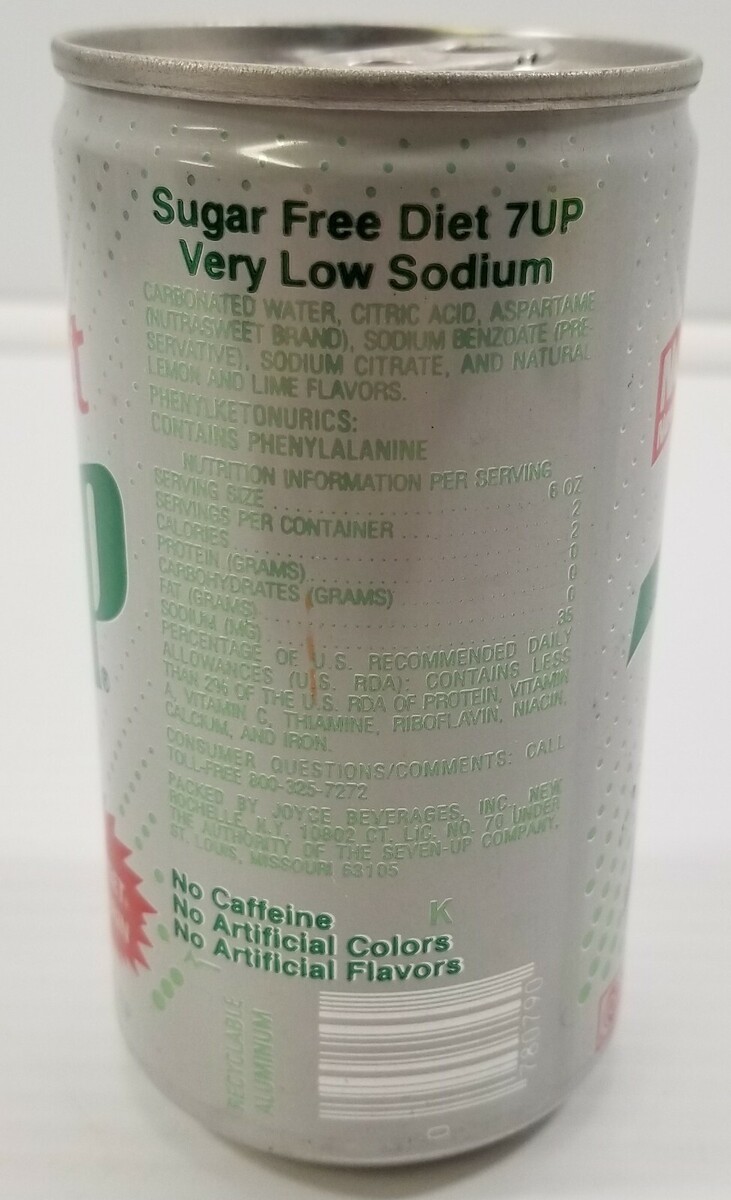 Sugar Free Diet 7UP
Very Low Sodium
CARBONATED WATER, CITRIC ACID, ASPARTAME
(NUTRASWEET BRAND), SODIUM BENZOATE (PRE-
SERVATIVE), SODIUM CITRATE, AND NATURAL
LEMON AND LIME FLAVORS.
PHENYLKETONURICS:
CONTAINS PHENYLALANINE
NUTRITION INFORMATION PER SERVING
SERVING SIZE 6 OZ
SERVINGS PER CONTAINER 2
CALORIES 2
PROTEIN (GRAMS) 0
CARBOHYDRATES (GRAMS) 0
FAT (GRAMS) 0
SODIUM (MG) 35
PERCENTAGE OF U.S. RECOMMENDED DAILY
ALLOWANCES (U.S. RDA): CONTAINS LESS
THAN 2% OF THE U.S. RDA OF PROTEIN, VITAMIN
A, VITAMIN C, THIAMINE, RIBOFLAVIN, NIACIN,
CALCIUM, AND IRON.
CONSUMER QUESTIONS/COMMENTS: CALL
TOLL-FREE 800-325-7272
PACKED BY JOYCE BEVERAGES, INC., NEW
ROCHELLE, N.Y. 10802 CT. LIC. NO. 70 UNDER
THE AUTHORITY OF THE SEVEN-UP COMPANY,
ST. LOUIS, MISSOURI 63105
No Caffeine K
No Artificial Colors
No Artificial Flavors
RECYCLABLE
ALUMINUM
0 780790